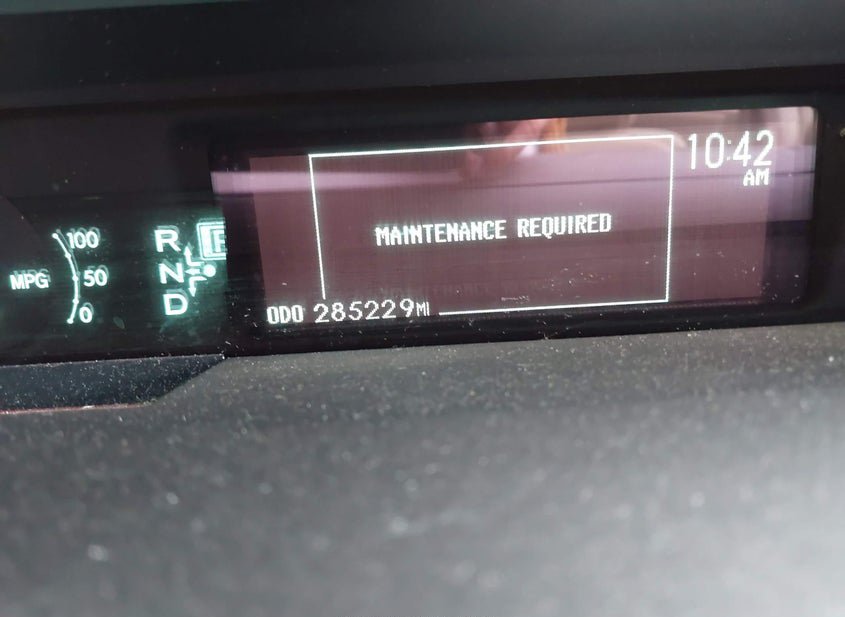 10:42
AM
MAINTENANCE REQUIRED
ODO 285229MI
MPG
100
50
0
R
N
D